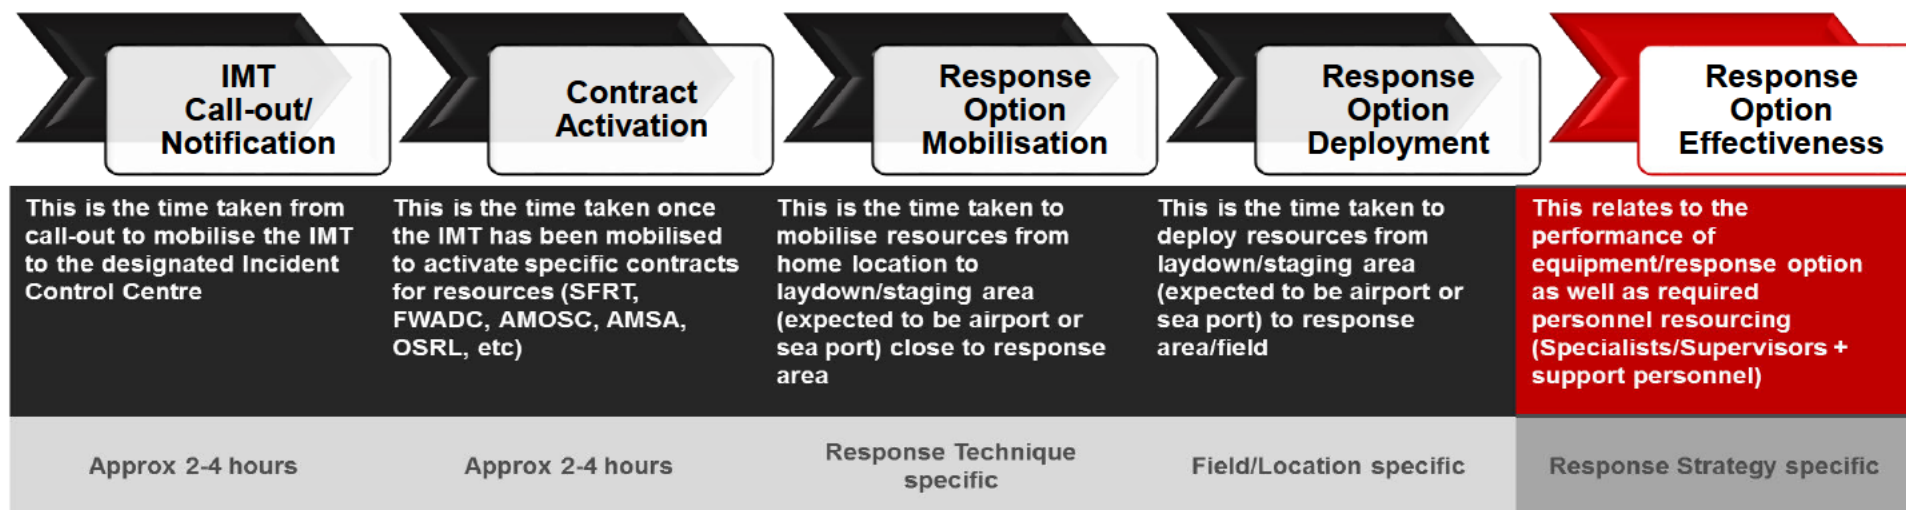 IMT
Call-out/
Notification
Contract
Activation
Response
Option
Mobilisation
Response
Option
Deployment
Response
Option
Effectiveness
This is the time taken from
call-out to mobilise the IMT
to the designated Incident
Control Centre
This is the time taken once
the IMT has been mobilised
to activate specific contracts
for resources (SFRT,
FWADC, AMOSC, AMSA,
OSRL, etc)
This is the time taken to
mobilise resources from
home location to
laydown/staging area
(expected to be airport or
sea port) close to response
area
This is the time taken to
deploy resources from
laydown/staging area
(expected to be airport or
sea port) to response
area/field
This relates to the
performance of
equipment/response option
as well as required
personnel resourcing
(Specialists/Supervisors +
support personnel)
Approx 2-4 hours
Approx 2-4 hours
Response Technique
specific
Field/Location specific
Response Strategy specific